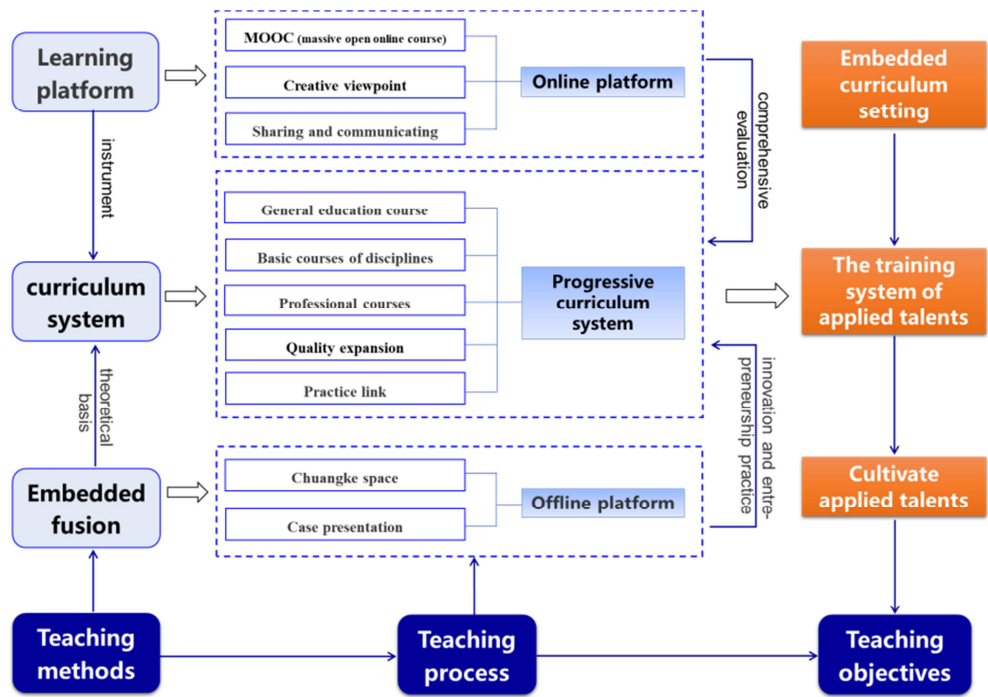 Learning
platform
MOOC (massive open online course)
Creative viewpoint
Sharing and communicating
Online platform
comprehensive
evaluation
Embedded
curriculum
setting
instrument
General education course
Basic courses of disciplines
Professional courses
Quality expansion
Practice link
Progressive
curriculum
system
curriculum
system
The training
system of
applied talents
theoretical
basis
innovation and entre-
preneurship practice
Embedded
fusion
Chuangke space
Case presentation
Offline platform
Cultivate
applied talents
Teaching
methods
Teaching
process
Teaching
objectives